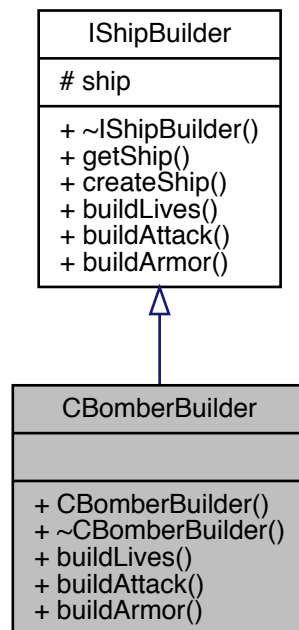 IShipBuilder
# ship
+ ~IShipBuilder()
+ getShip()
+ createShip()
+ buildLives()
+ buildAttack()
+ buildArmor()
CBomberBuilder
+ CBomberBuilder()
+ ~CBomberBuilder()
+ buildLives()
+ buildAttack()
+ buildArmor()